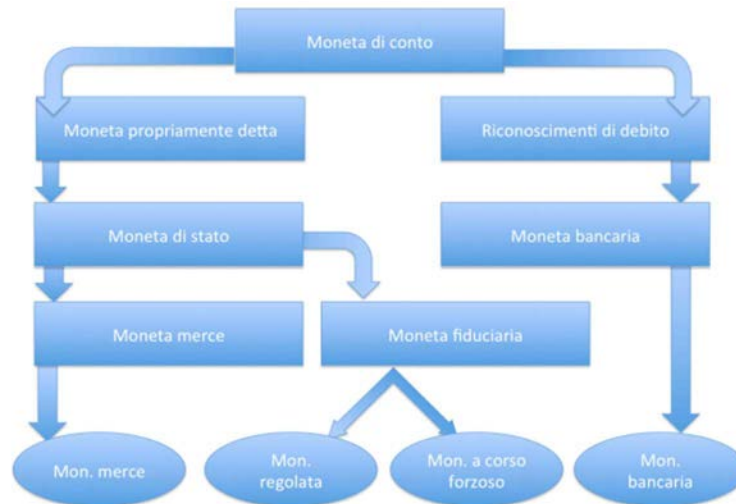 Moneta di conto
Moneta propriamente detta
Riconoscimenti di debito
Moneta di stato
Moneta bancaria
Moneta merce
Moneta fiduciaria
Mon. merce
Mon.
regolata
Mon. a corso
forzoso
Mon.
bancaria